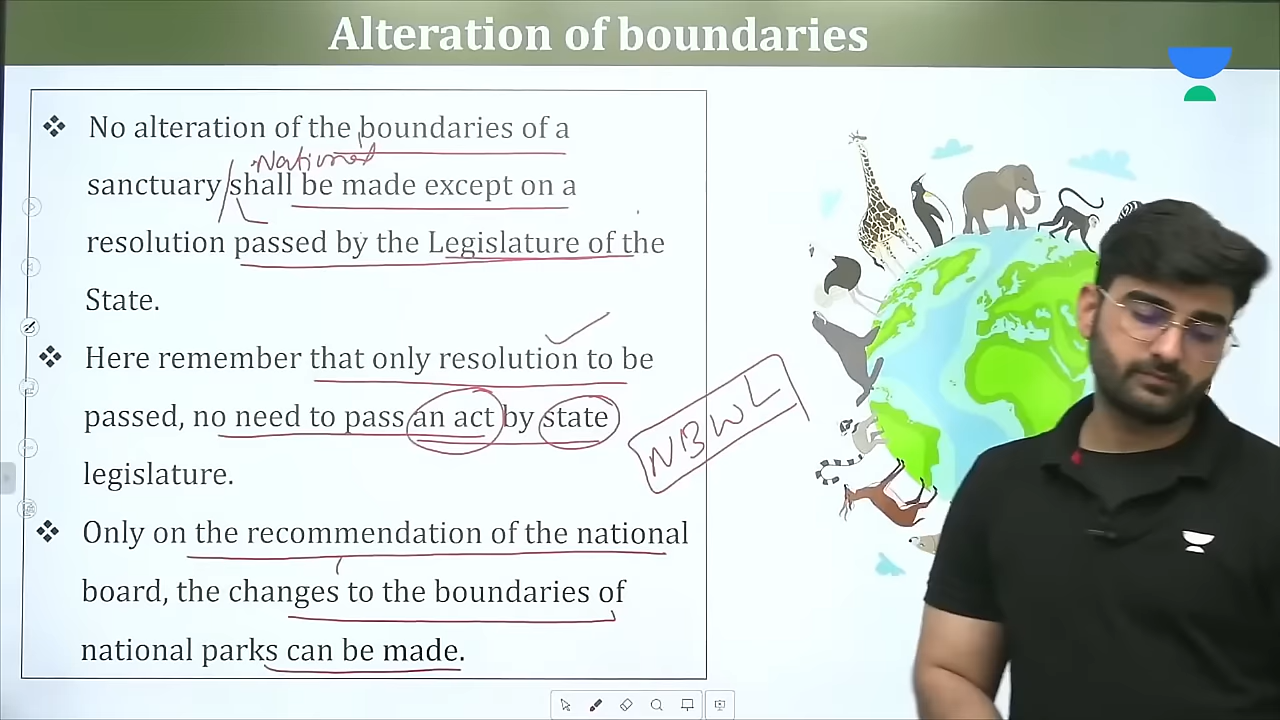 Alteration of boundaries
❖ No alteration of the boundaries of a
National
sanctuary/shall be made except on a
resolution passed by the Legislature of the
State.
❖ Here remember that only resolution to be
passed, no need to pass an act by state
legislature.
NBWL
❖ Only on the recommendation of the national
board, the changes to the boundaries of
national parks can be made.